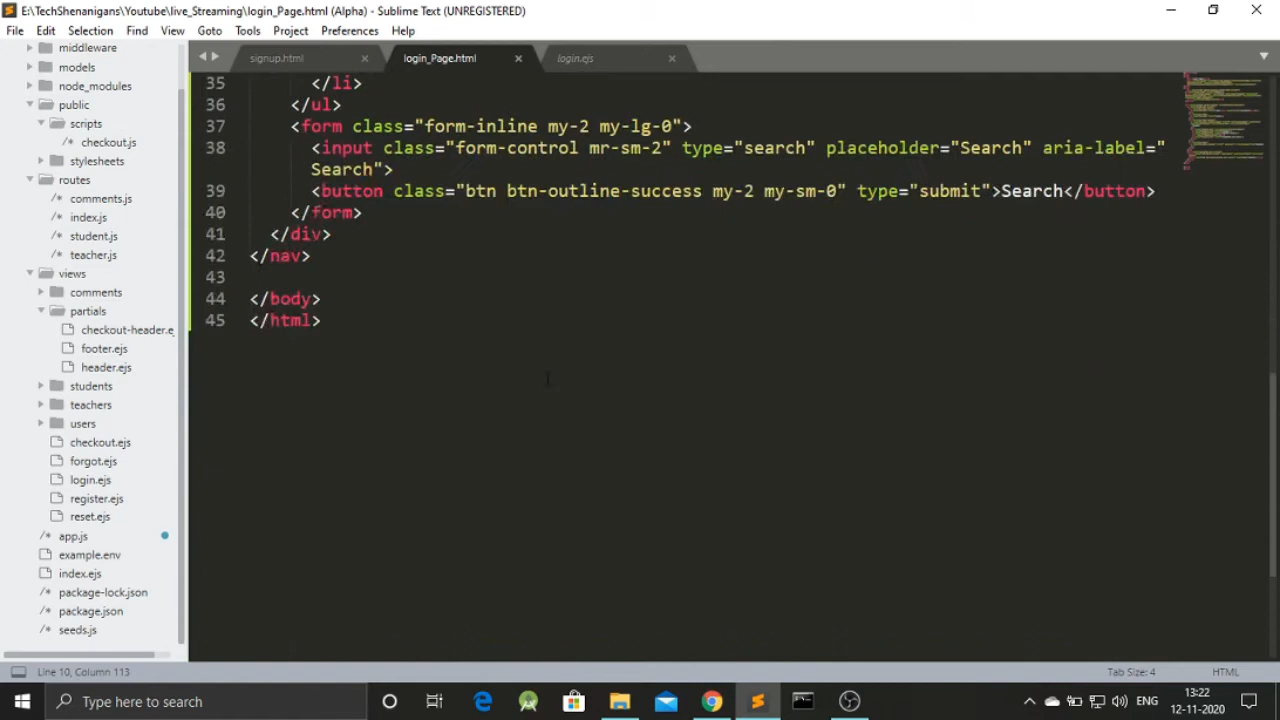 E:\TechShenanigans\Youtube\live_Streaming\login_Page.html (Alpha) - Sublime Text (UNREGISTERED)
File Edit Selection Find View Goto Tools Project Preferences Help
signup.html login_Page.html login.ejs
middleware
models
node_modules
public
scripts
/* checkout.js
stylesheets
routes
/* comments.js
/* index.js
/* student.js
/* teacher.js
views
comments
partials
checkout-header.e
footer.ejs
header.ejs
students
teachers
users
checkout.ejs
forgot.ejs
login.ejs
register.ejs
reset.ejs
/* app.js
example.env
index.ejs
/* package-lock.json
/* package.json
/* seeds.js
35 </li>
36 </ul>
37 <form class="form-inline my-2 my-lg-0">
38 <input class="form-control mr-sm-2" type="search" placeholder="Search" aria-label="
Search">
39 <button class="btn btn-outline-success my-2 my-sm-0" type="submit">Search</button>
40 </form>
41 </div>
42 </nav>
43
44 </body>
45 </html>
Line 10, Column 113 Tab Size: 4 HTML
Type here to search
ENG
13:22
12-11-2020